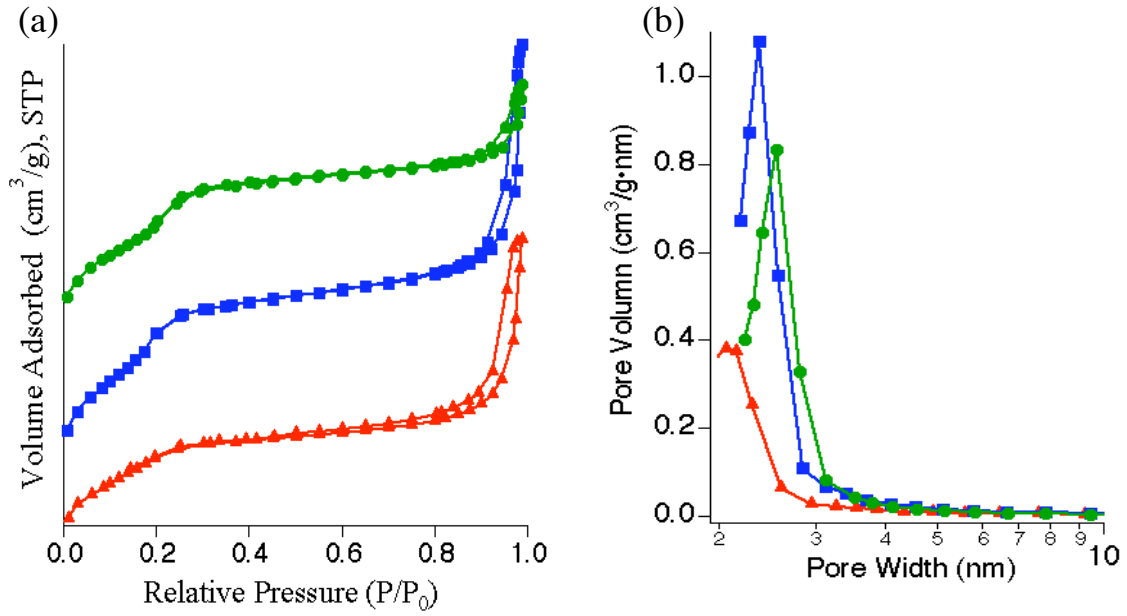 (a)
Volume Adsorbed (cm³/g), STP
0.0 0.2 0.4 0.6 0.8 1.0
Relative Pressure (P/P₀)
(b)
Pore Volumn (cm³/g·nm)
1.0
0.8
0.6
0.4
0.2
0.0
2 3 4 5 6 7 8 9 10
Pore Width (nm)